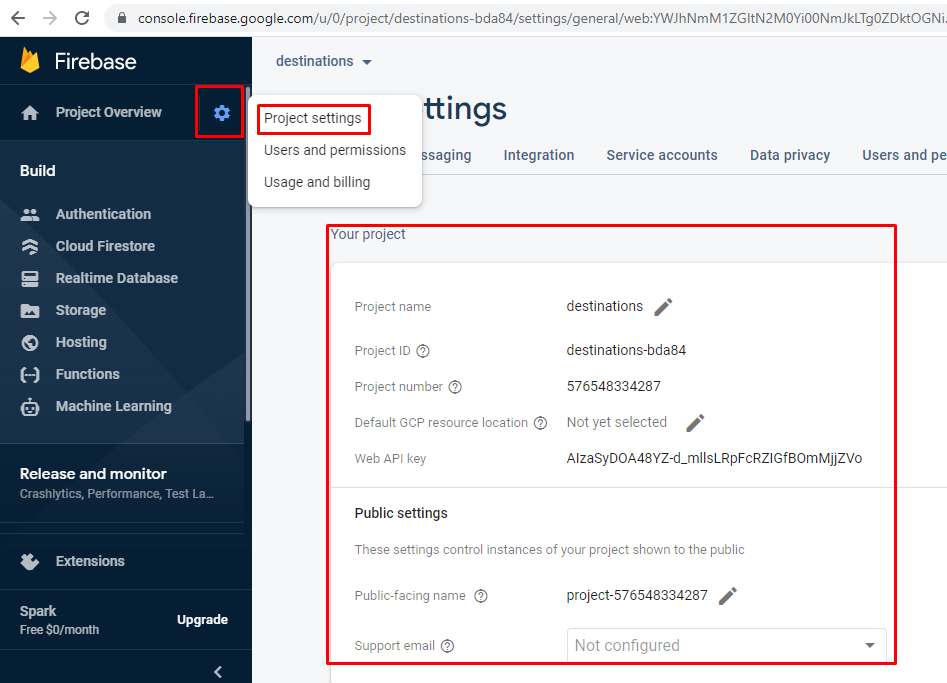 console.firebase.google.com/u/0/project/destinations-bda84/settings/general/web:YWJhNmM1ZGItN2M0Yi00NmJkLTg0ZDktOGNi
Firebase
destinations
Project Overview
Project settings
Users and permissions
Usage and billing
ttings
ssaging
Integration
Service accounts
Data privacy
Users and pe
Build
Authentication
Cloud Firestore
Realtime Database
Storage
Hosting
Functions
Machine Learning
Release and monitor
Crashlytics, Performance, Test La...
Extensions
Spark
Free $0/month
Upgrade
Your project
Project name
destinations
Project ID
destinations-bda84
Project number
576548334287
Default GCP resource location
Not yet selected
Web API key
AIzaSyDOA48YZ-d_mllsLRpFcRZIGfBOmMjjZVo
Public settings
These settings control instances of your project shown to the public
Public-facing name
project-576548334287
Support email
Not configured